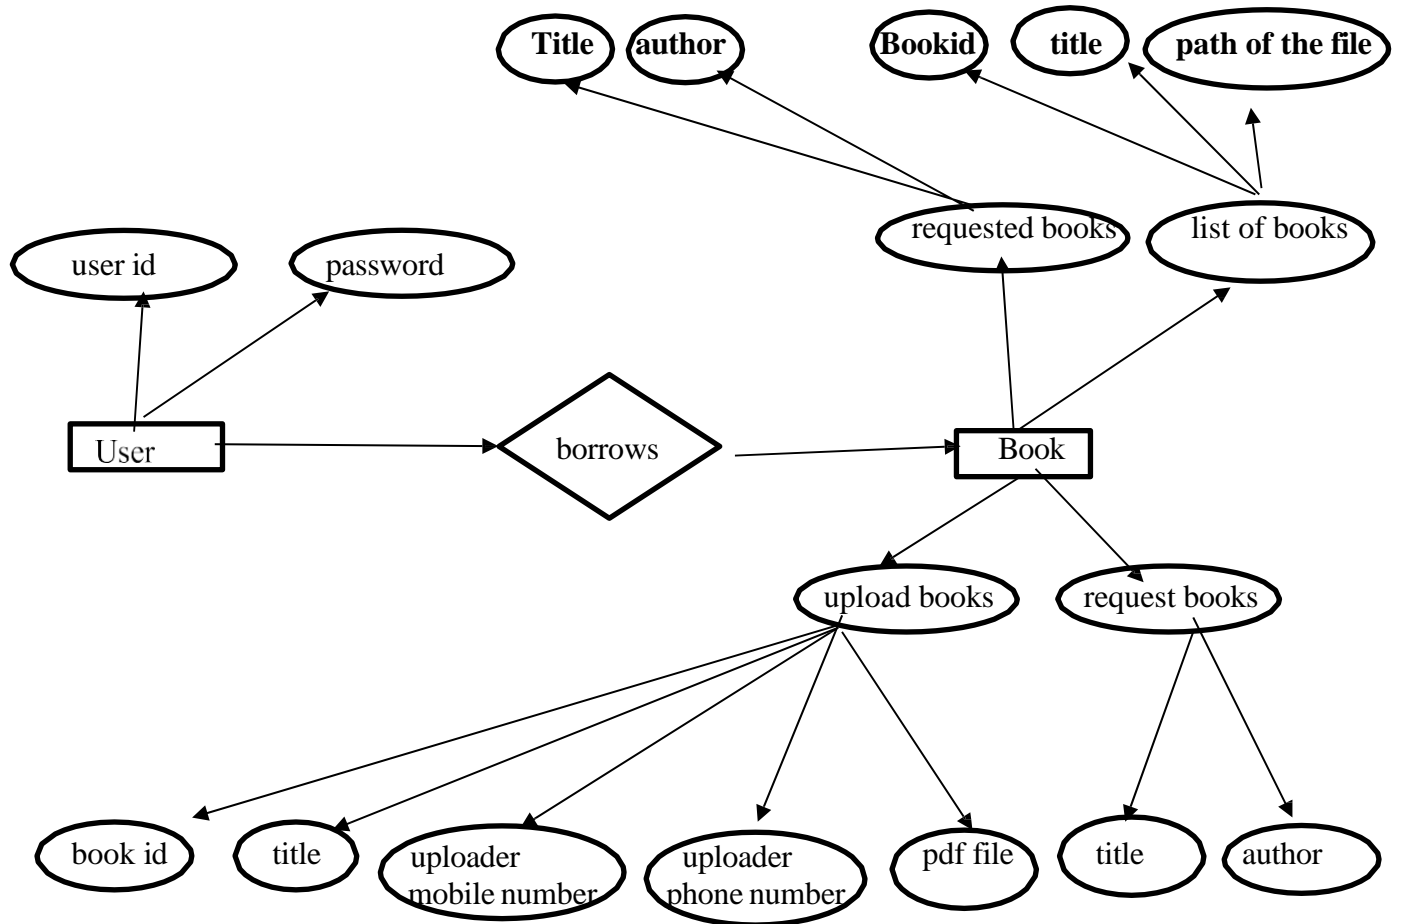 Title
author
Bookid
title
path of the file
requested books
list of books
user id
password
User
borrows
Book
upload books
request books
book id
title
uploader
mobile number
uploader
phone number
pdf file
title
author